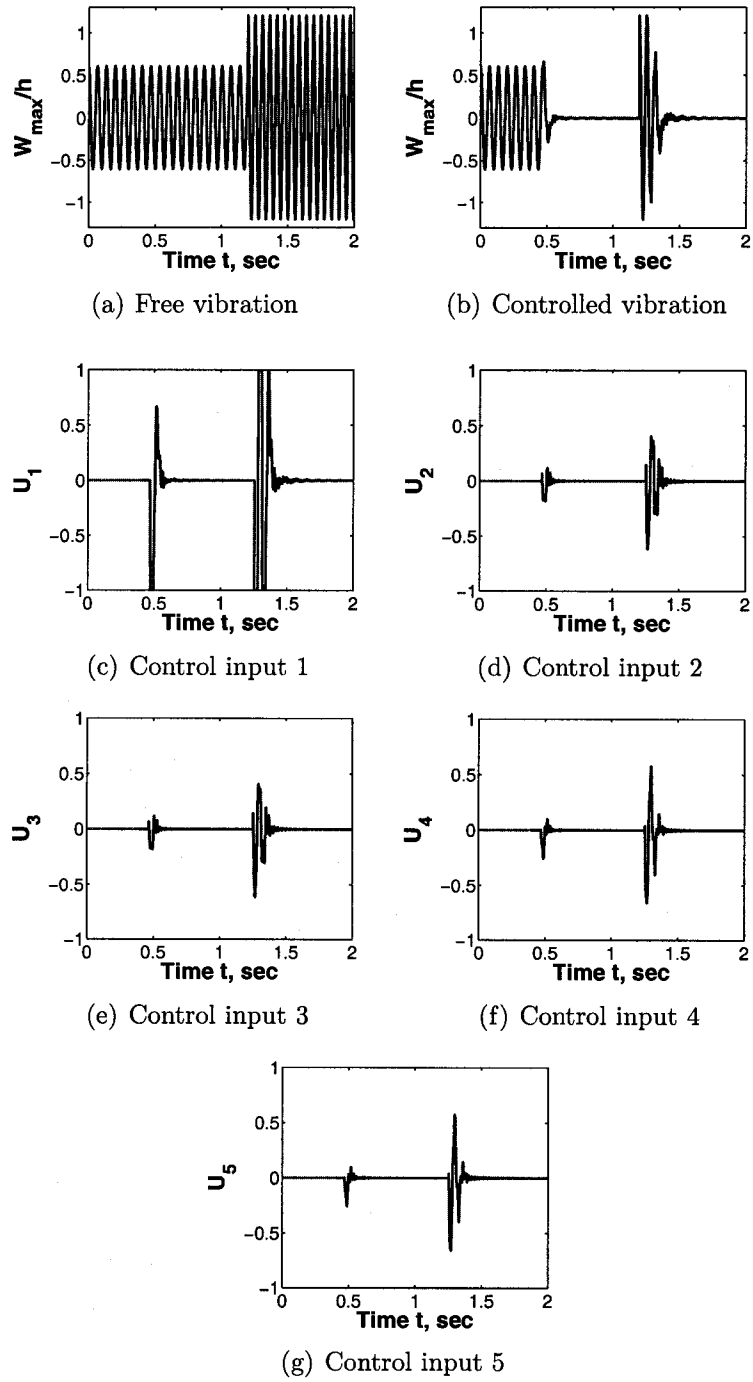 1
0.5
0
−0.5
−1
W_max/h
0 0.5 1 1.5 2
Time t, sec
(a) Free vibration
1
0.5
0
−0.5
−1
W_max/h
0 0.5 1 1.5 2
Time t, sec
(b) Controlled vibration
1
0.5
0
−0.5
−1
U_1
0 0.5 1 1.5 2
Time t, sec
(c) Control input 1
1
0.5
0
−0.5
−1
U_2
0 0.5 1 1.5 2
Time t, sec
(d) Control input 2
1
0.5
0
−0.5
−1
U_3
0 0.5 1 1.5 2
Time t, sec
(e) Control input 3
1
0.5
0
−0.5
−1
U_4
0 0.5 1 1.5 2
Time t, sec
(f) Control input 4
1
0.5
0
−0.5
−1
U_5
0 0.5 1 1.5 2
Time t, sec
(g) Control input 5